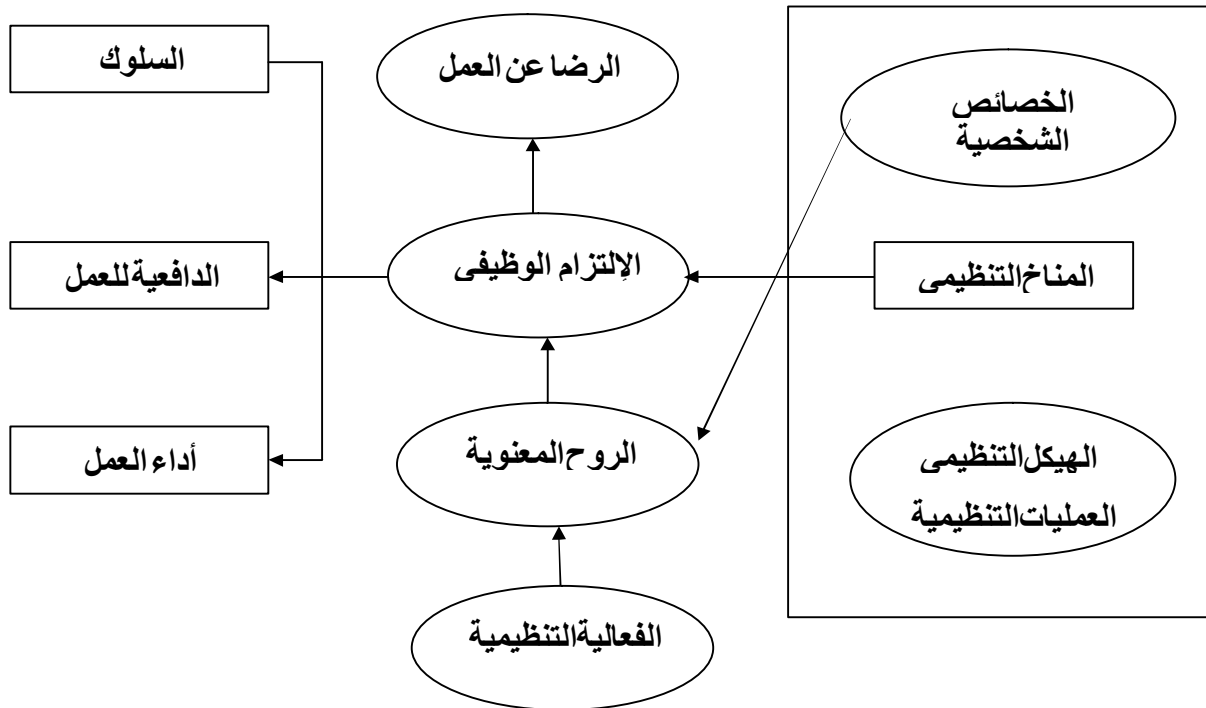 الخصائص
الشخصية
المناخ التنظيمى
الهيكل التنظيمى
العمليات التنظيمية
الرضا عن العمل
الإلتزام الوظيفى
الروح المعنوية
الفعالية التنظيمية
السلوك
الدافعية للعمل
أداء العمل